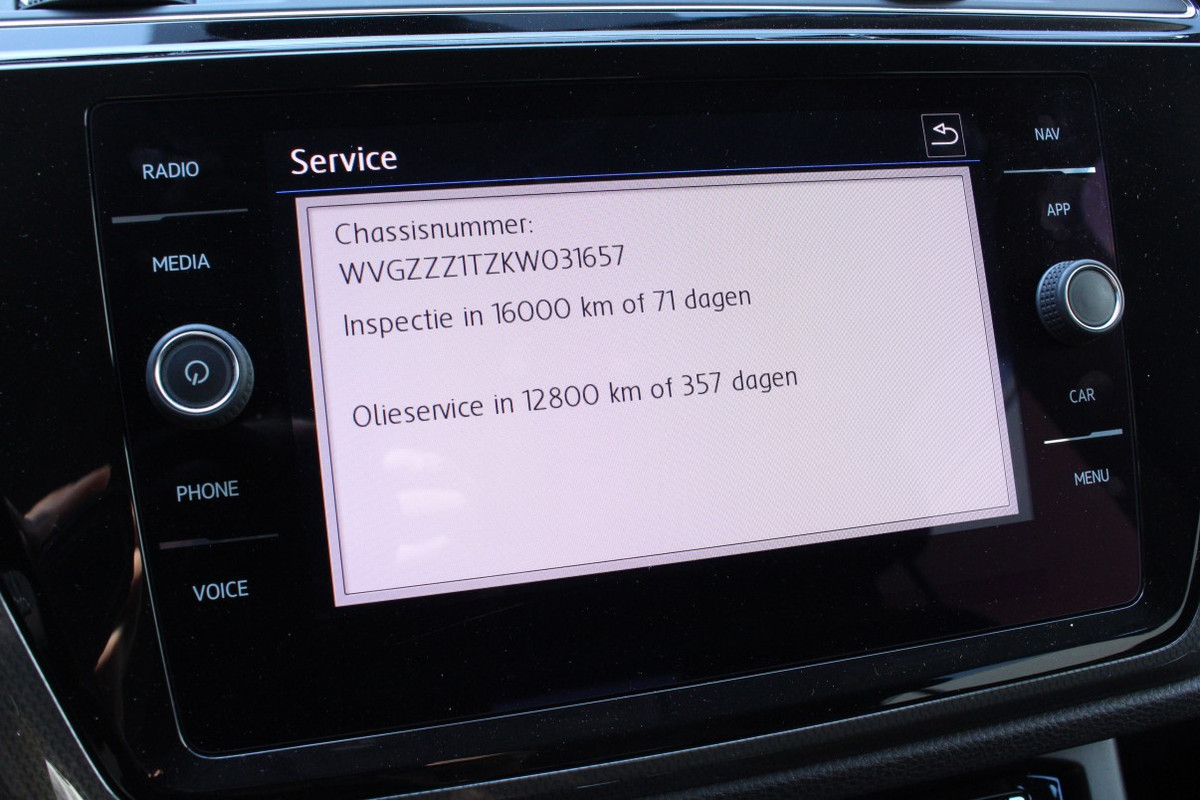 Service
Chassisnummer:
WVGZZZ1TZKW031657
Inspectie in 16000 km of 71 dagen
Olieservice in 12800 km of 357 dagen
RADIO
MEDIA
PHONE
VOICE
NAV
APP
CAR
MENU